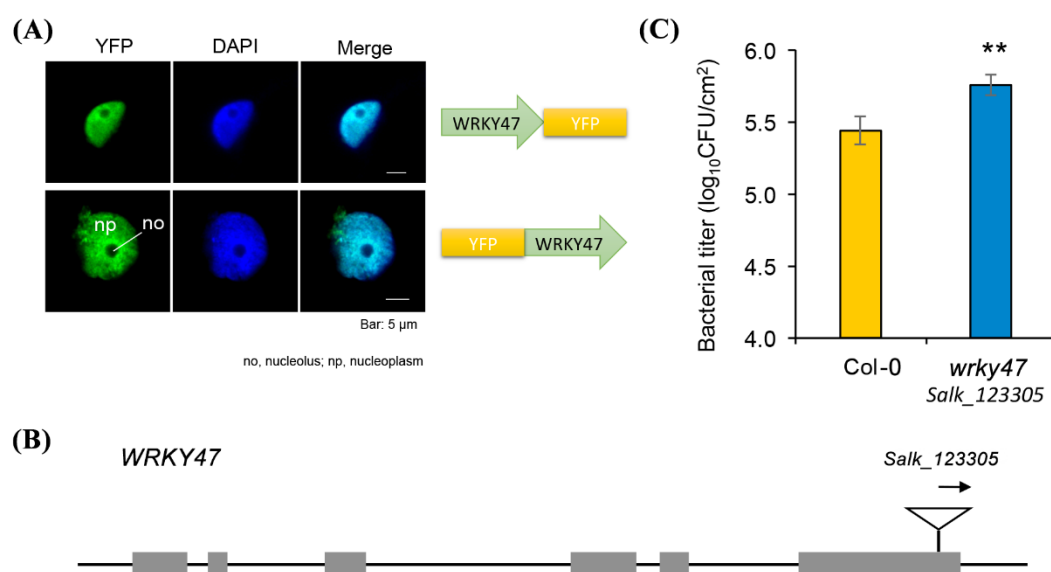 (A)
YFP DAPI Merge
WRKY47 YFP
np no
YFP WRKY47
Bar: 5 µm
no, nucleolus; np, nucleoplasm
(C)
Bacterial titer (log₁₀CFU/cm²)
6.0
5.5
5.0
4.5
4.0
**
Col-0 wrky47
Salk_123305
(B)
WRKY47
Salk_123305